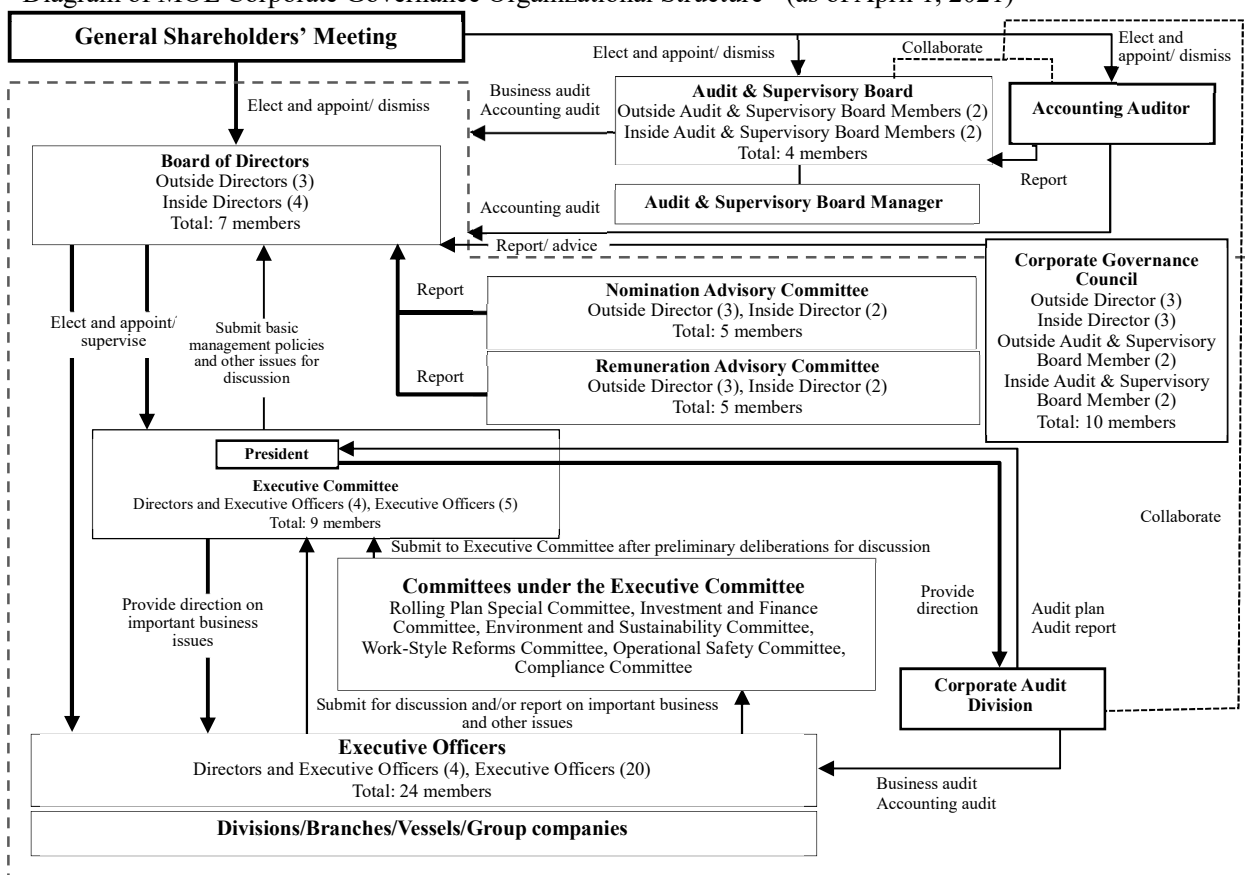 Diagram of MOL Corporate Governance Organizational Structure (as of April 1, 2021)
General Shareholders' Meeting
Elect and appoint/ dismiss
Collaborate
Elect and
appoint/ dismiss
Elect and appoint/ dismiss
Business audit
Accounting audit
Audit & Supervisory Board
Outside Audit & Supervisory Board Members (2)
Inside Audit & Supervisory Board Members (2)
Total: 4 members
Accounting Auditor
Report
Board of Directors
Outside Directors (3)
Inside Directors (4)
Total: 7 members
Accounting audit
Audit & Supervisory Board Manager
Report/ advice
Corporate Governance
Council
Outside Director (3)
Inside Director (3)
Outside Audit & Supervisory
Board Member (2)
Inside Audit & Supervisory
Board Member (2)
Total: 10 members
Report
Nomination Advisory Committee
Outside Director (3), Inside Director (2)
Total: 5 members
Report
Remuneration Advisory Committee
Outside Director (3), Inside Director (2)
Total: 5 members
Elect and appoint/
supervise
Submit basic
management policies
and other issues for
discussion
President
Executive Committee
Directors and Executive Officers (4), Executive Officers (5)
Total: 9 members
Collaborate
Submit to Executive Committee after preliminary deliberations for discussion
Committees under the Executive Committee
Rolling Plan Special Committee, Investment and Finance
Committee, Environment and Sustainability Committee,
Work-Style Reforms Committee, Operational Safety Committee,
Compliance Committee
Provide direction on
important business
issues
Provide
direction
Audit plan
Audit report
Corporate Audit
Division
Submit for discussion and/or report on important business
and other issues
Executive Officers
Directors and Executive Officers (4), Executive Officers (20)
Total: 24 members
Business audit
Accounting audit
Divisions/Branches/Vessels/Group companies